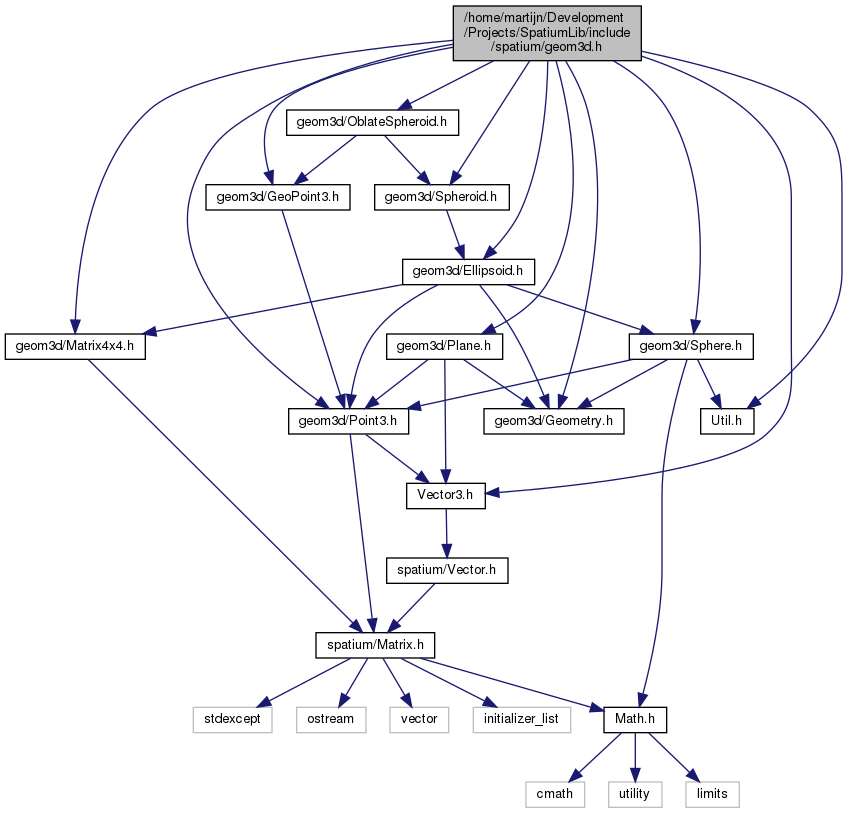 /home/martijn/Development
/Projects/SpatiumLib/include
/spatium/geom3d.h
geom3d/OblateSpheroid.h
geom3d/GeoPoint3.h
geom3d/Spheroid.h
geom3d/Ellipsoid.h
geom3d/Matrix4x4.h
geom3d/Plane.h
geom3d/Sphere.h
geom3d/Point3.h
geom3d/Geometry.h
Util.h
Vector3.h
spatium/Vector.h
spatium/Matrix.h
stdexcept
ostream
vector
initializer_list
Math.h
cmath
utility
limits